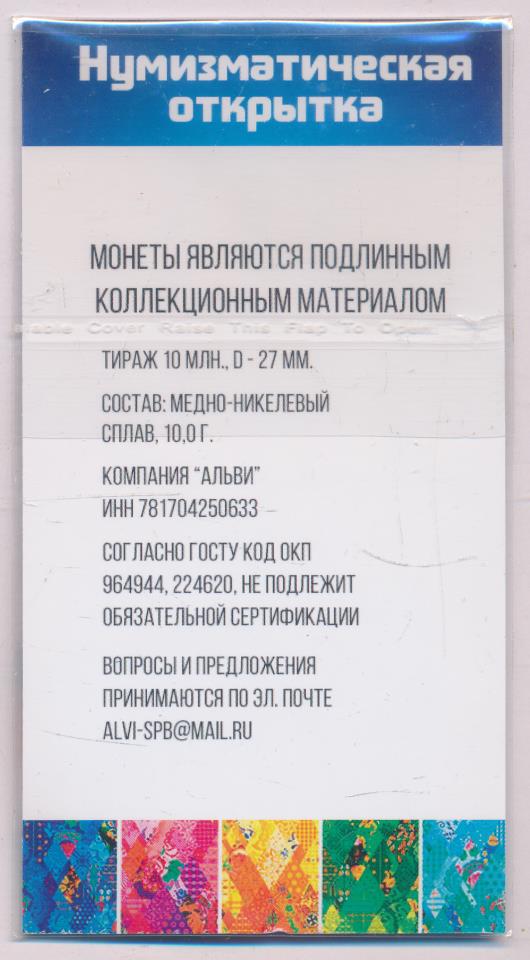 Нумизматическая
открытка
МОНЕТЫ ЯВЛЯЮТСЯ ПОДЛИННЫМ
КОЛЛЕКЦИОННЫМ МАТЕРИАЛОМ
able Cover Raise This Flap To Open
ТИРАЖ 10 МЛН., D - 27 ММ.
СОСТАВ: МЕДНО-НИКЕЛЕВЫЙ
СПЛАВ, 10,0 Г.
КОМПАНИЯ “АЛЬВИ”
ИНН 781704250633
СОГЛАСНО ГОСТУ КОД ОКП
964944, 224620, НЕ ПОДЛЕЖИТ
ОБЯЗАТЕЛЬНОЙ СЕРТИФИКАЦИИ
ВОПРОСЫ И ПРЕДЛОЖЕНИЯ
ПРИНИМАЮТСЯ ПО ЭЛ. ПОЧТЕ
ALVI-SPB@MAIL.RU